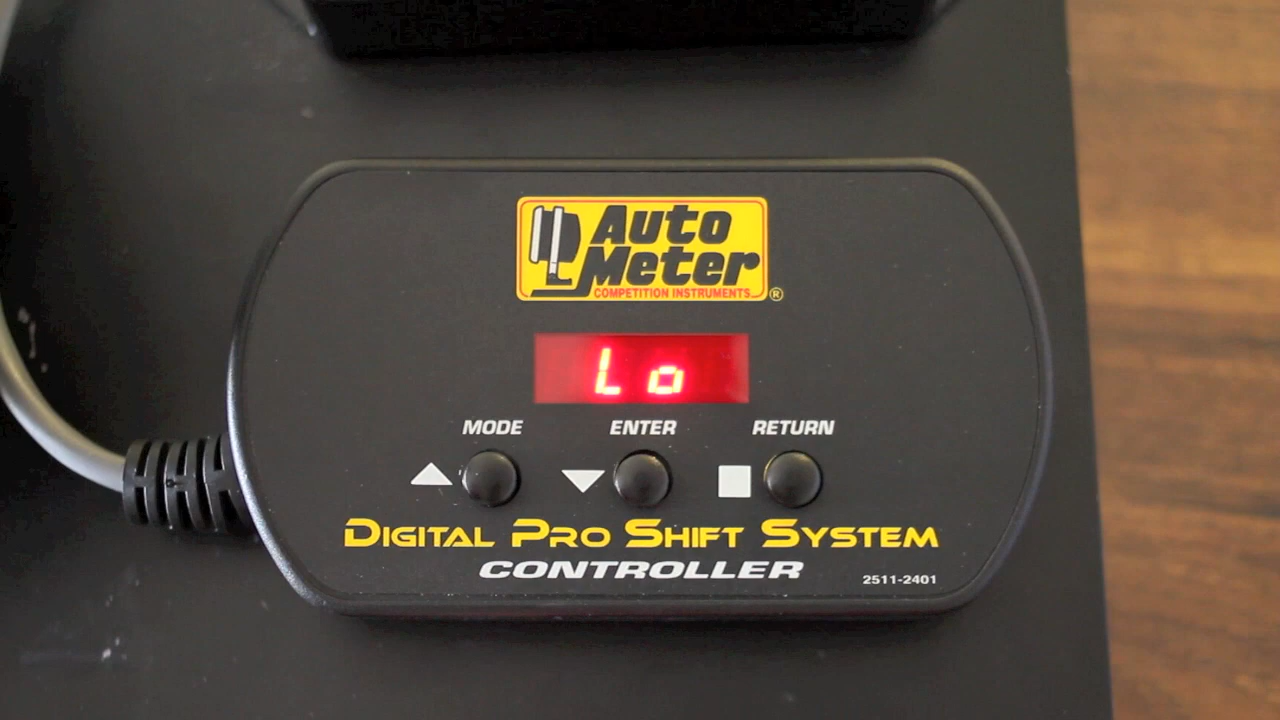 Auto
Meter
COMPETITION INSTRUMENTS
®
Lo
MODE ENTER RETURN
DIGITAL PRO SHIFT SYSTEM
CONTROLLER
2511-2401